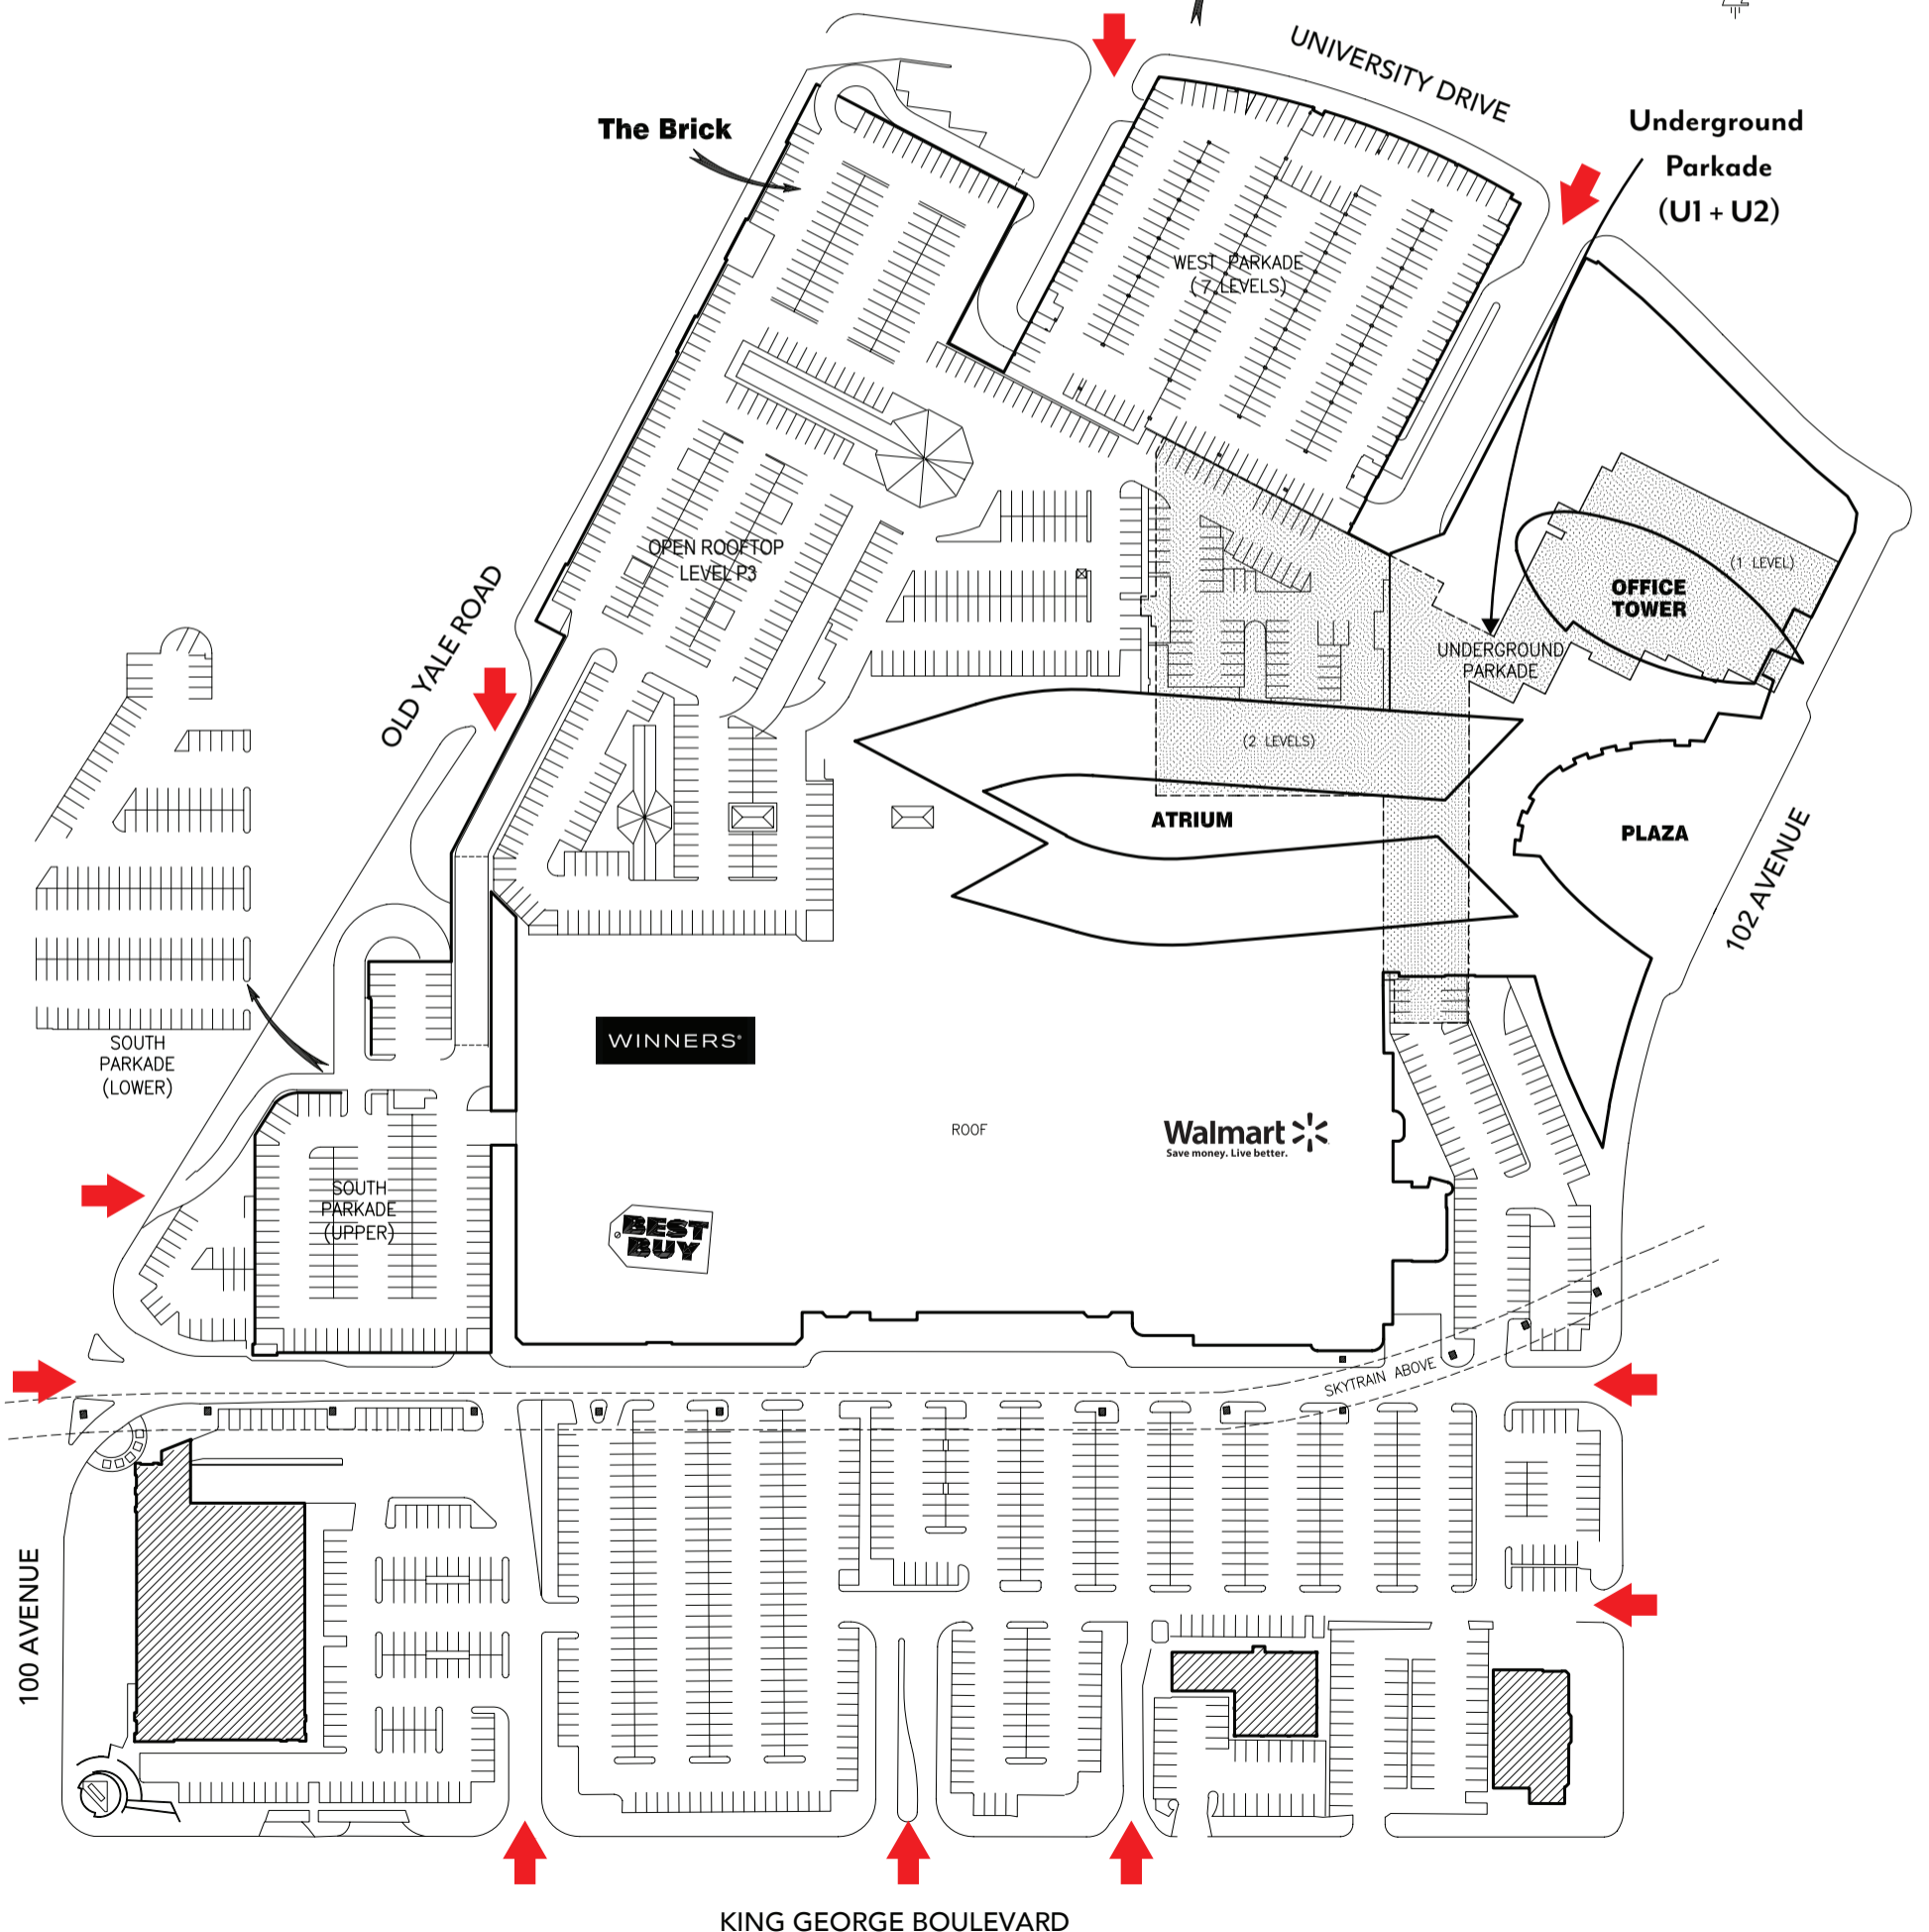 UNIVERSITY DRIVE
The Brick
Underground
Parkade
(U1 + U2)
WEST PARKADE
(7 LEVELS)
OPEN ROOFTOP
LEVEL P3
OLD YALE ROAD
(1 LEVEL)
OFFICE
TOWER
UNDERGROUND
PARKADE
(2 LEVELS)
ATRIUM
PLAZA
102 AVENUE
WINNERS®
SOUTH
PARKADE
(LOWER)
ROOF
Walmart
Save money. Live better.
SOUTH
PARKADE
(UPPER)
BEST
BUY
SKYTRAIN ABOVE
100 AVENUE
KING GEORGE BOULEVARD